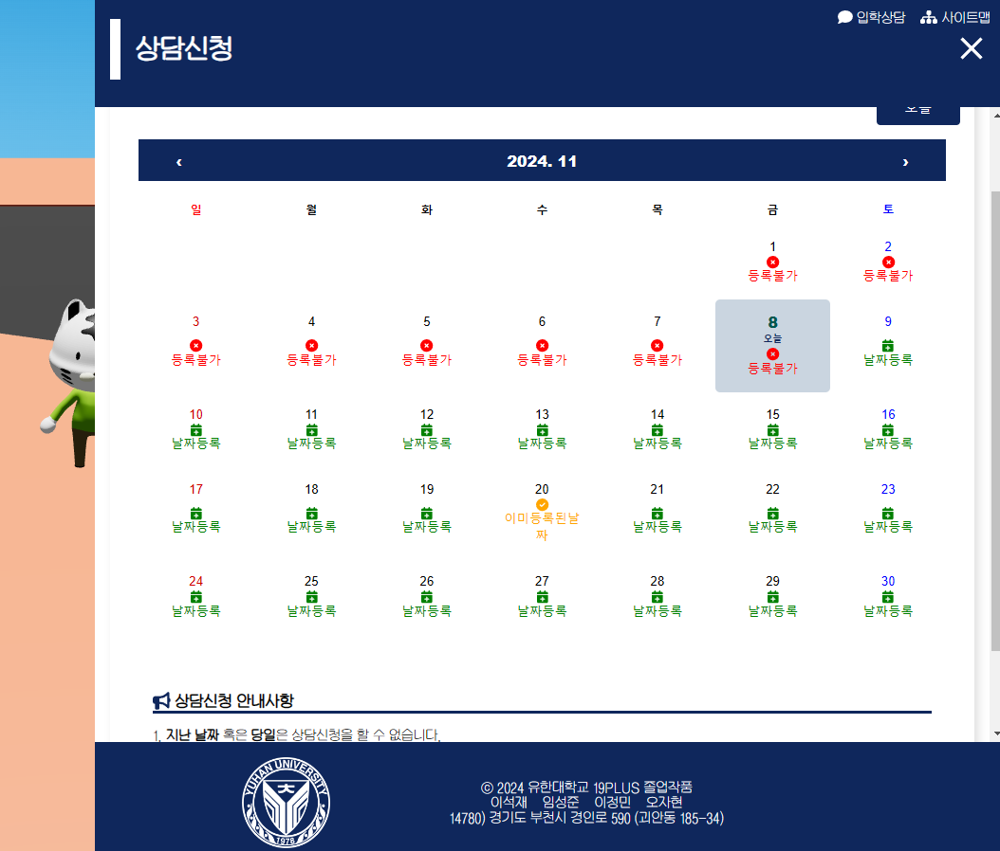 입학상담 사이트맵
상담신청
오늘
‹ 2024. 11 ›
일 월 화 수 목 금 토
1 2
등록불가 등록불가
3 4 5 6 7 8 9
오늘
등록불가 등록불가 등록불가 등록불가 등록불가 등록불가 날짜등록
10 11 12 13 14 15 16
날짜등록 날짜등록 날짜등록 날짜등록 날짜등록 날짜등록 날짜등록
17 18 19 20 21 22 23
날짜등록 날짜등록 날짜등록 이미등록된날 날짜등록 날짜등록 날짜등록
짜
24 25 26 27 28 29 30
날짜등록 날짜등록 날짜등록 날짜등록 날짜등록 날짜등록 날짜등록
상담신청 안내사항
1. 지난 날짜 혹은 당일은 상담신청을 할 수 없습니다.
YUHAN UNIVERSITY
1978
ⓒ 2024 유한대학교 19PLUS 졸업작품
이석재 임성준 이정민 오자현
14780) 경기도 부천시 경인로 590 (괴안동 185-34)